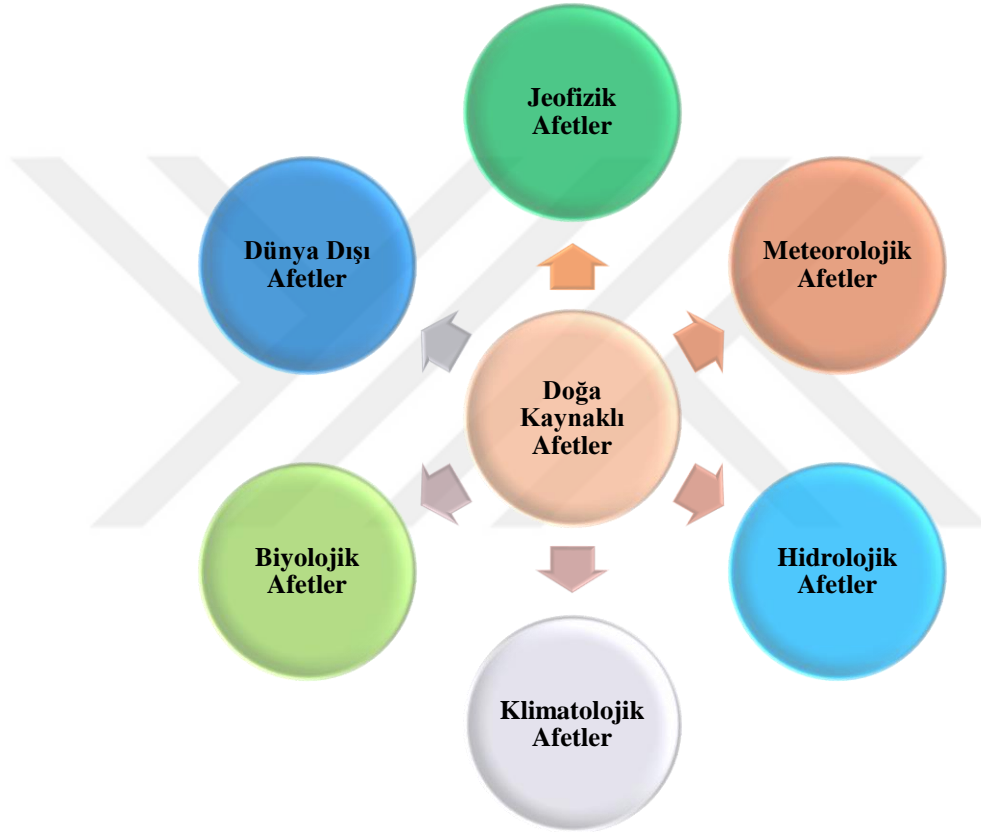 Jeofizik
Afetler
Dünya Dışı
Afetler
Meteorolojik
Afetler
Doğa
Kaynaklı
Afetler
Biyolojik
Afetler
Hidrolojik
Afetler
Klimatolojik
Afetler